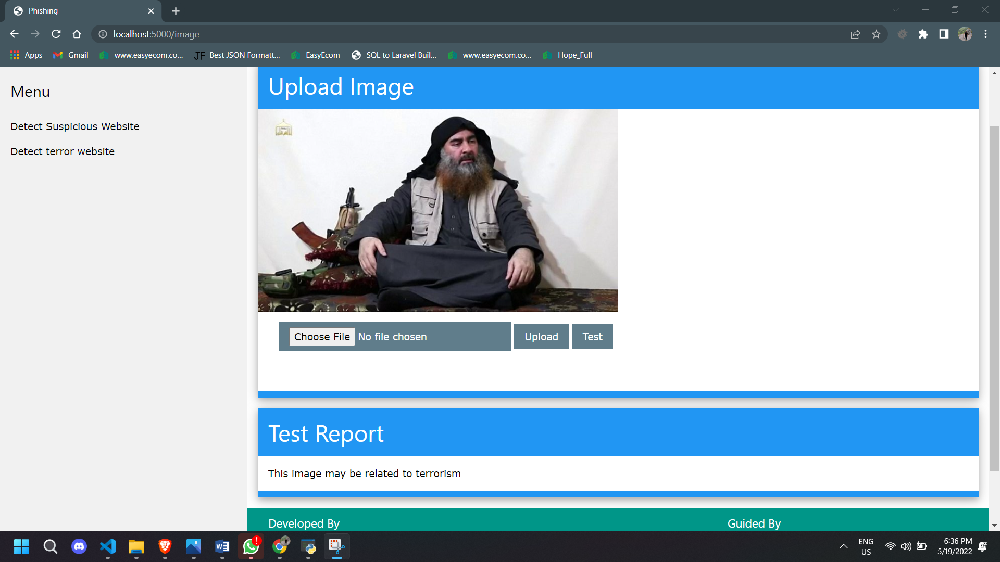 Phishing
localhost:5000/image
Apps
Gmail
www.easyecom.co...
JF
Best JSON Formatt...
EasyEcom
SQL to Laravel Buil...
www.easyecom.co...
Hope_Full
Menu
Detect Suspicious Website
Detect terror website
Upload Image
Choose File No file chosen
Upload
Test
Test Report
This image may be related to terrorism
Developed By
Guided By
ENG
US
6:36 PM
5/19/2022